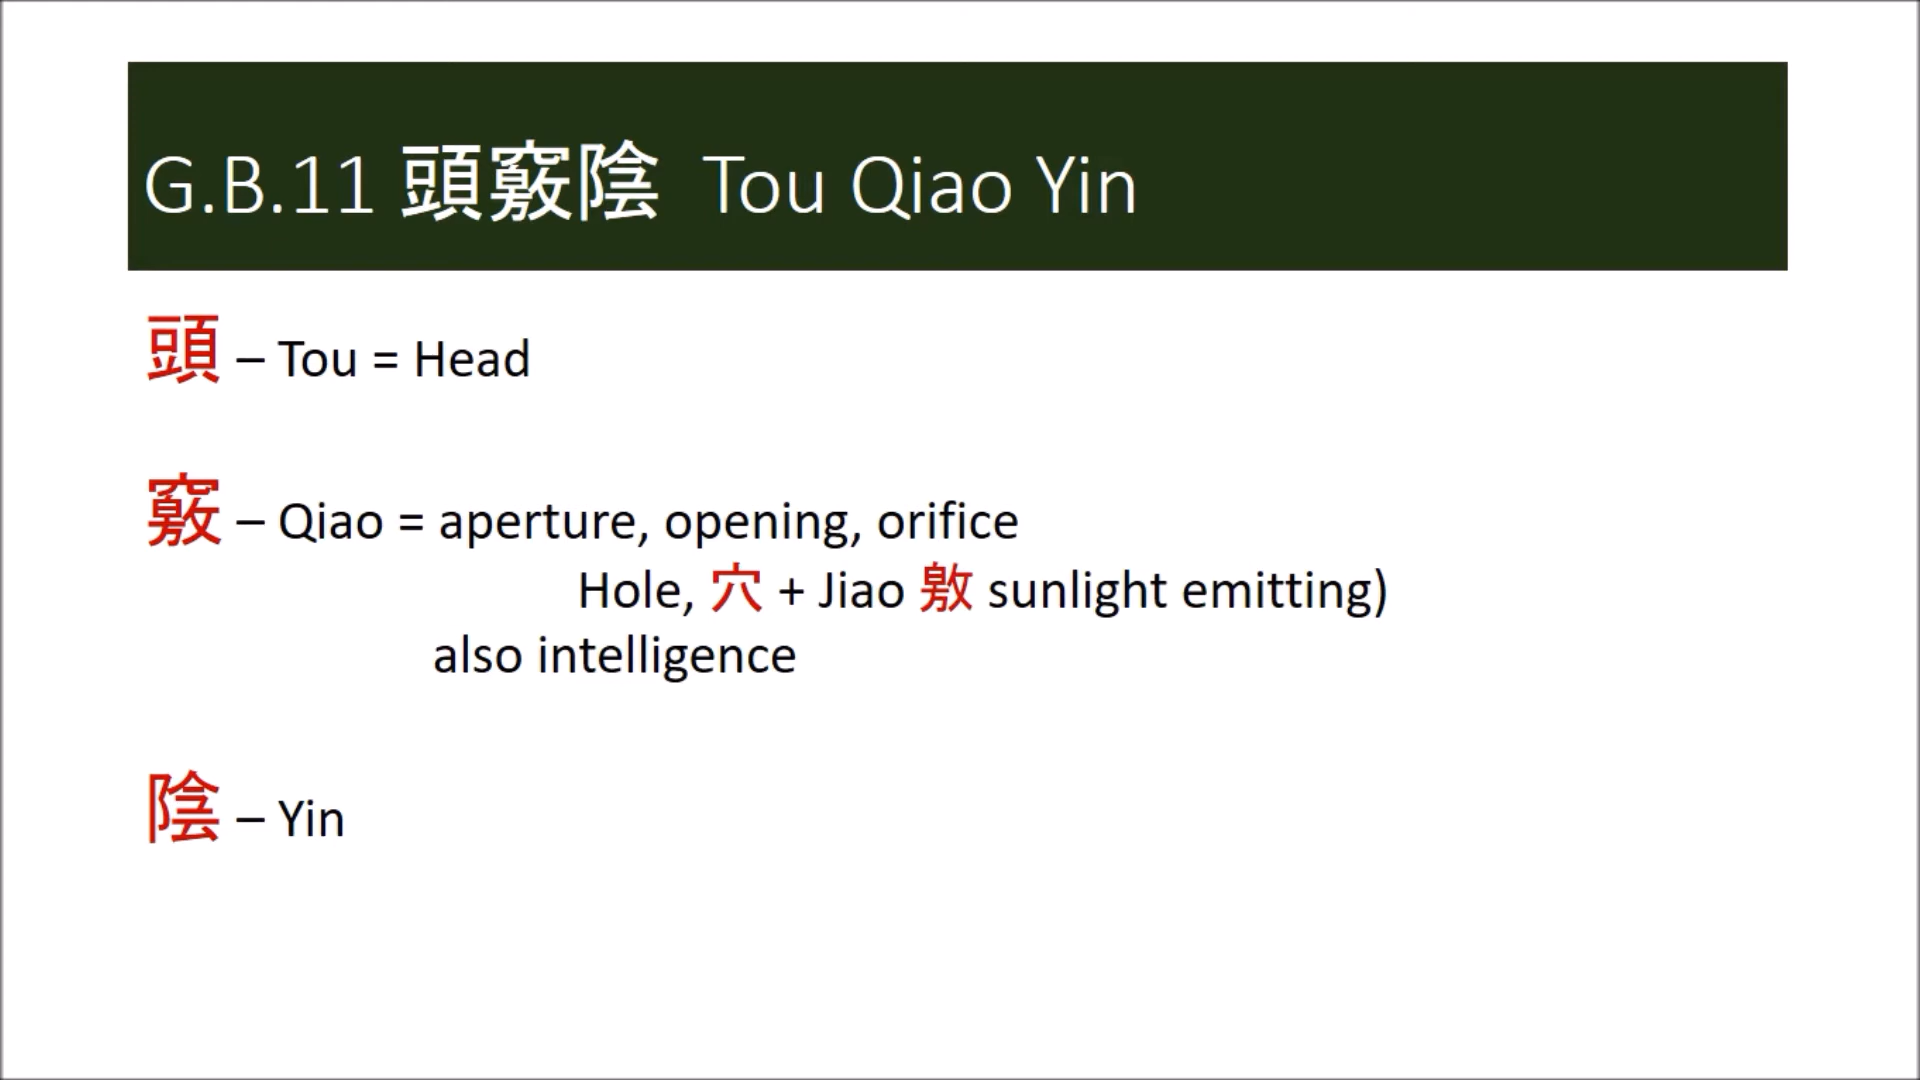 G.B.11 頭竅陰 Tou Qiao Yin
頭 – Tou = Head
竅 – Qiao = aperture, opening, orifice
Hole, 穴 + Jiao 敫 sunlight emitting)
also intelligence
陰 – Yin